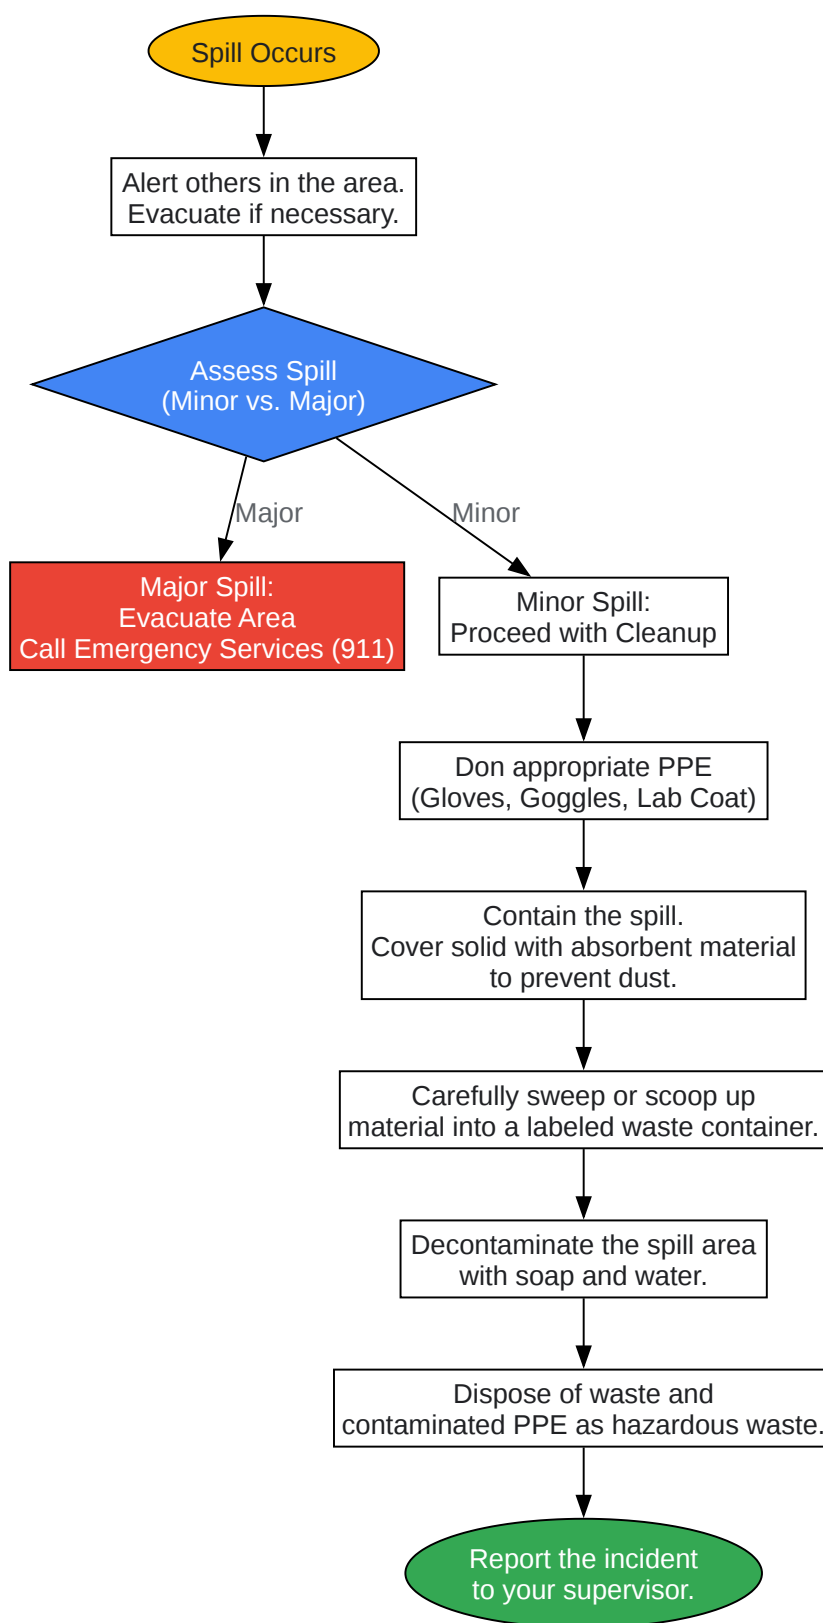 Spill Occurs
Alert others in the area.
Evacuate if necessary.
Assess Spill
(Minor vs. Major)
Major
Minor
Major Spill:
Evacuate Area
Call Emergency Services (911)
Minor Spill:
Proceed with Cleanup
Don appropriate PPE
(Gloves, Goggles, Lab Coat)
Contain the spill.
Cover solid with absorbent material
to prevent dust.
Carefully sweep or scoop up
material into a labeled waste container.
Decontaminate the spill area
with soap and water.
Dispose of waste and
contaminated PPE as hazardous waste.
Report the incident
to your supervisor.